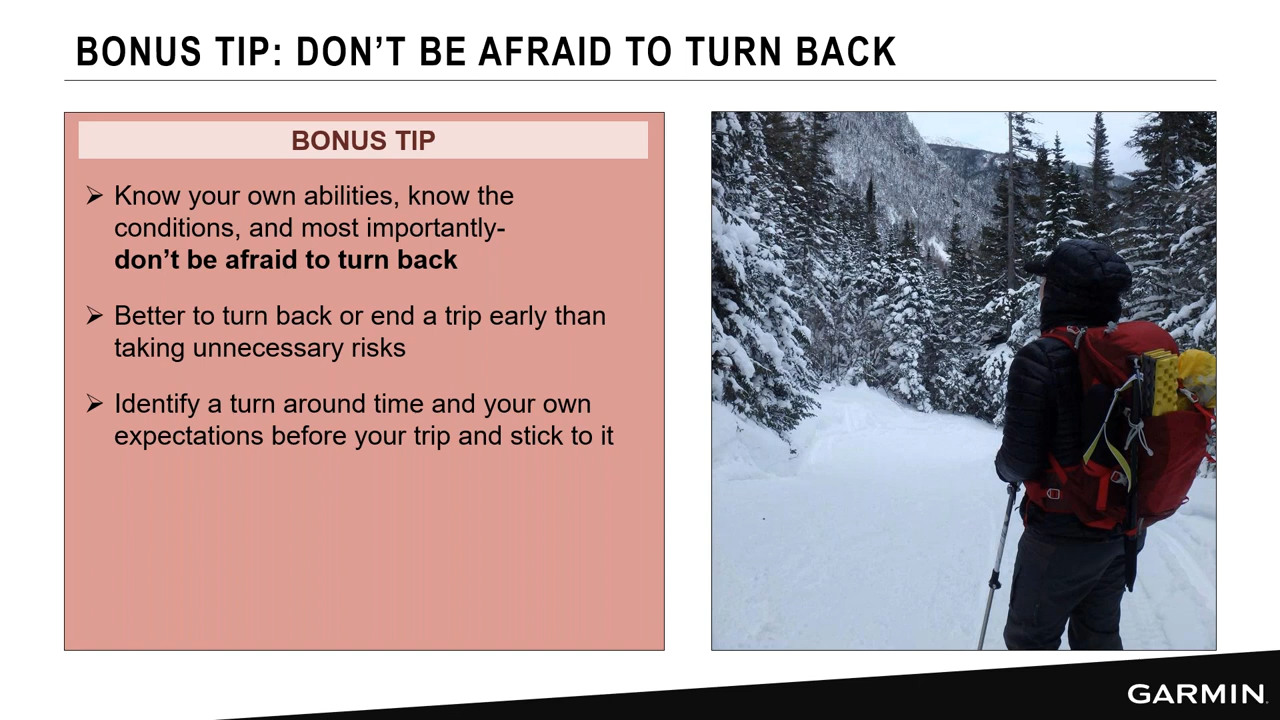 BONUS TIP: DON’T BE AFRAID TO TURN BACK
BONUS TIP
➢ Know your own abilities, know the
conditions, and most importantly-
don’t be afraid to turn back
➢ Better to turn back or end a trip early than
taking unnecessary risks
➢ Identify a turn around time and your own
expectations before your trip and stick to it
GARMIN